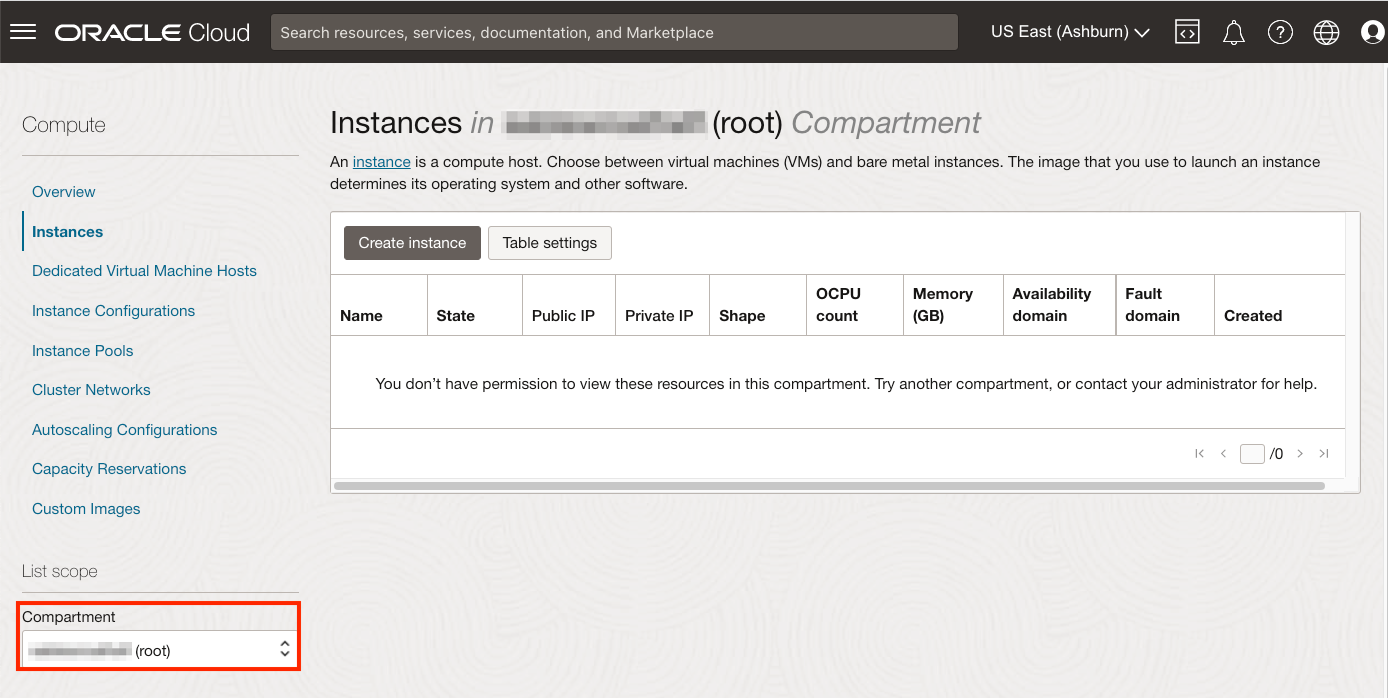 ORACLE Cloud
Search resources, services, documentation, and Marketplace
US East (Ashburn)
Compute
Overview
Instances
Dedicated Virtual Machine Hosts
Instance Configurations
Instance Pools
Cluster Networks
Autoscaling Configurations
Capacity Reservations
Custom Images
List scope
Compartment
(root)
Instances in (root) Compartment
An instance is a compute host. Choose between virtual machines (VMs) and bare metal instances. The image that you use to launch an instance
determines its operating system and other software.
Create instance
Table settings
Name
State
Public IP
Private IP
Shape
OCPU
count
Memory
(GB)
Availability
domain
Fault
domain
Created
You don't have permission to view these resources in this compartment. Try another compartment, or contact your administrator for help.
/0